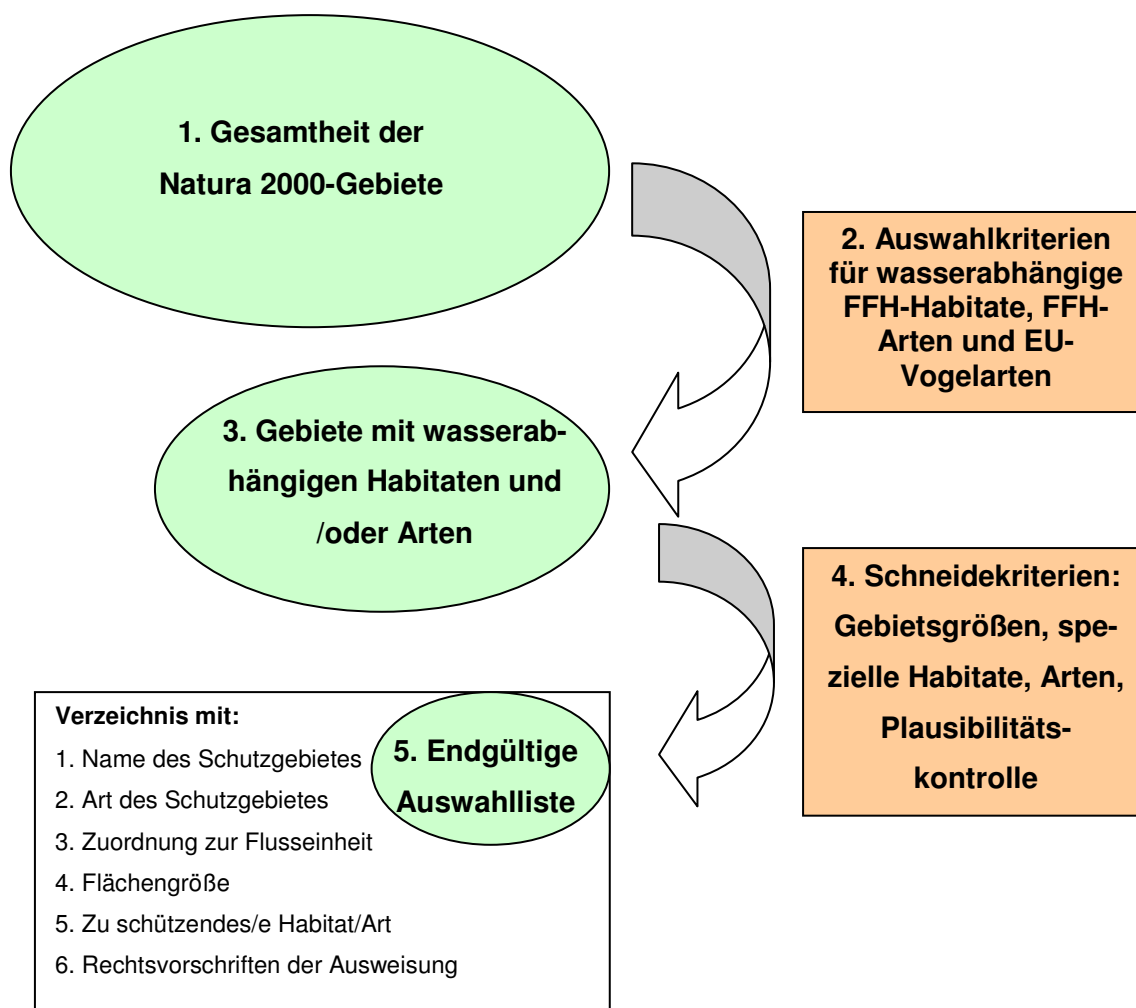 1. Gesamtheit der
Natura 2000-Gebiete
2. Auswahlkriterien
für wasserabhängige
FFH-Habitate, FFH-
Arten und EU-
Vogelarten
3. Gebiete mit wasserab-
hängigen Habitaten und
/oder Arten
4. Schneidekriterien:
Gebietsgrößen, spe-
zielle Habitate, Arten,
Plausibilitäts-
kontrolle
5. Endgültige
Auswahlliste
Verzeichnis mit:
1. Name des Schutzgebietes
2. Art des Schutzgebietes
3. Zuordnung zur Flusseinheit
4. Flächengröße
5. Zu schützendes/e Habitat/Art
6. Rechtsvorschriften der Ausweisung